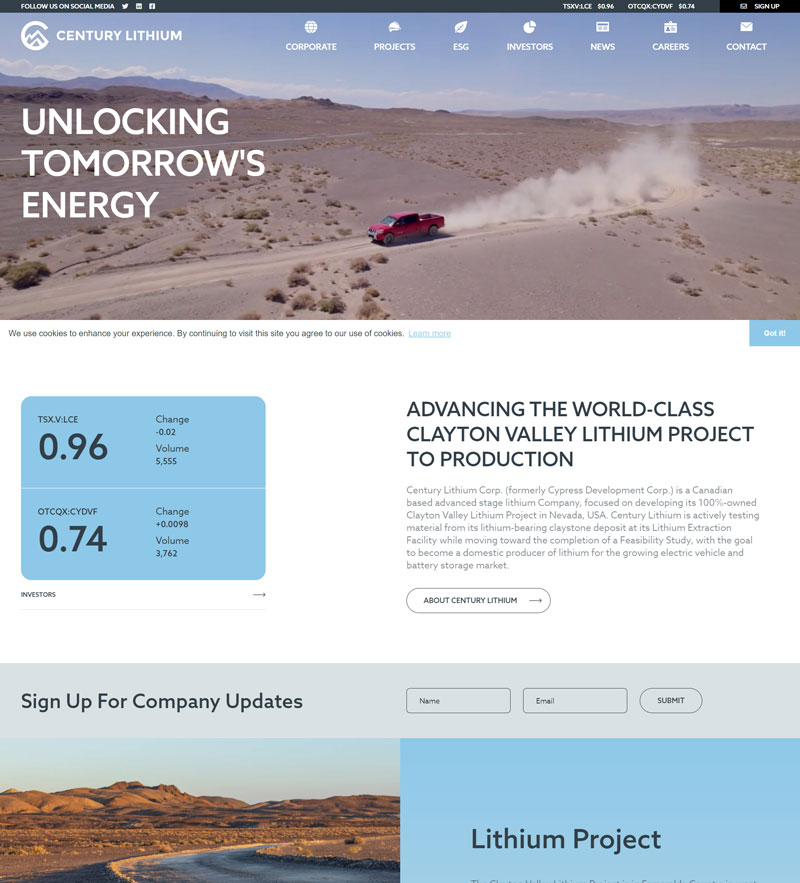 FOLLOW US ON SOCIAL MEDIA
TSXV:LCE $0.96 OTCQX:CYDVF $0.74 SIGN UP
CENTURY LITHIUM
CORPORATE PROJECTS ESG INVESTORS NEWS CAREERS CONTACT
UNLOCKING
TOMORROW'S
ENERGY
We use cookies to enhance your experience. By continuing to visit this site you agree to our use of cookies. Learn more
Got it!
TSX.V:LCE
0.96
Change
-0.02
Volume
5,555
OTCQX:CYDVF
0.74
Change
+0.0098
Volume
3,762
INVESTORS
ADVANCING THE WORLD-CLASS
CLAYTON VALLEY LITHIUM PROJECT
TO PRODUCTION
Century Lithium Corp. (formerly Cypress Development Corp.) is a Canadian
based advanced stage lithium Company, focused on developing its 100%-owned
Clayton Valley Lithium Project in Nevada, USA. Century Lithium is actively testing
material from its lithium-bearing claystone deposit at its Lithium Extraction
Facility while moving toward the completion of a Feasibility Study, with the goal
to become a domestic producer of lithium for the growing electric vehicle and
battery storage market.
ABOUT CENTURY LITHIUM
Sign Up For Company Updates
Name
Email
SUBMIT
Lithium Project